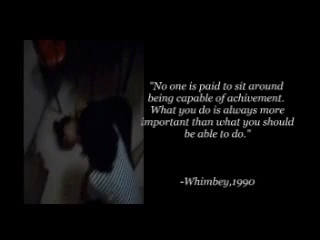 "No one is paid to sit around
being capable of achivement.
What you do is always more
important than what you should
be able to do."
-Whimbey,1990